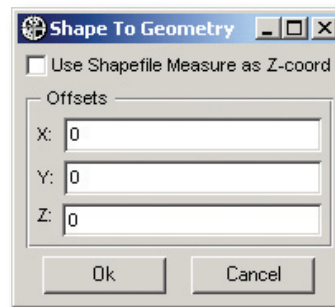 Shape To Geometry
Use Shapefile Measure as Z-coord
Offsets
X: 0
Y: 0
Z: 0
Ok Cancel